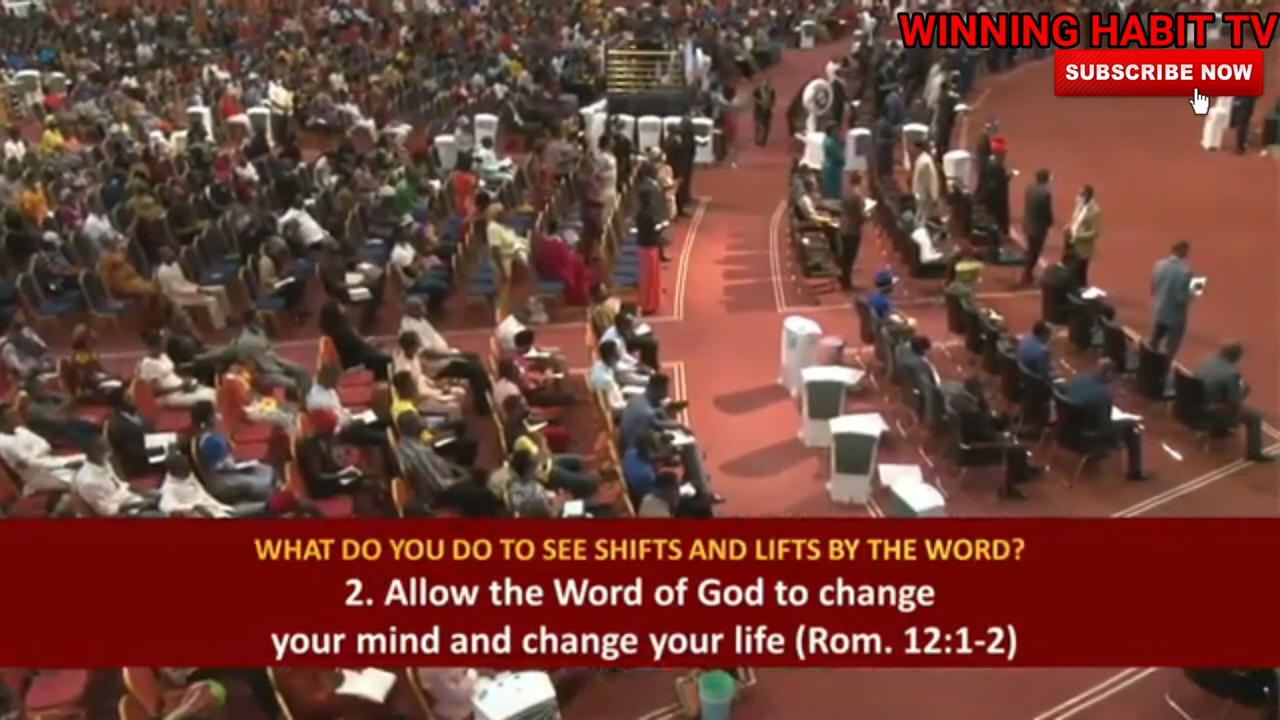 WINNING HABIT TV
SUBSCRIBE NOW
WHAT DO YOU DO TO SEE SHIFTS AND LIFTS BY THE WORD?
2. Allow the Word of God to change
your mind and change your life (Rom. 12:1-2)